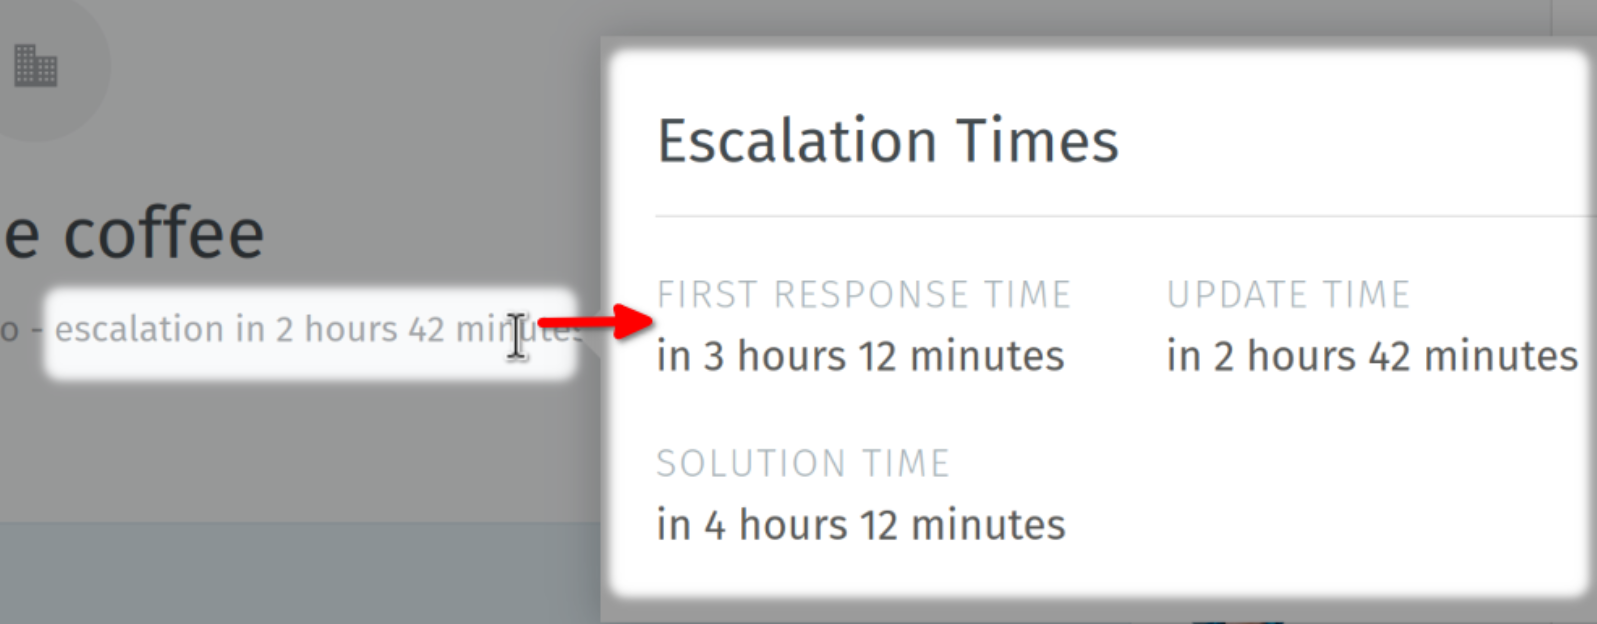 e coffee
o - escalation in 2 hours 42 minutes
Escalation Times
FIRST RESPONSE TIME
UPDATE TIME
in 3 hours 12 minutes
in 2 hours 42 minutes
SOLUTION TIME
in 4 hours 12 minutes